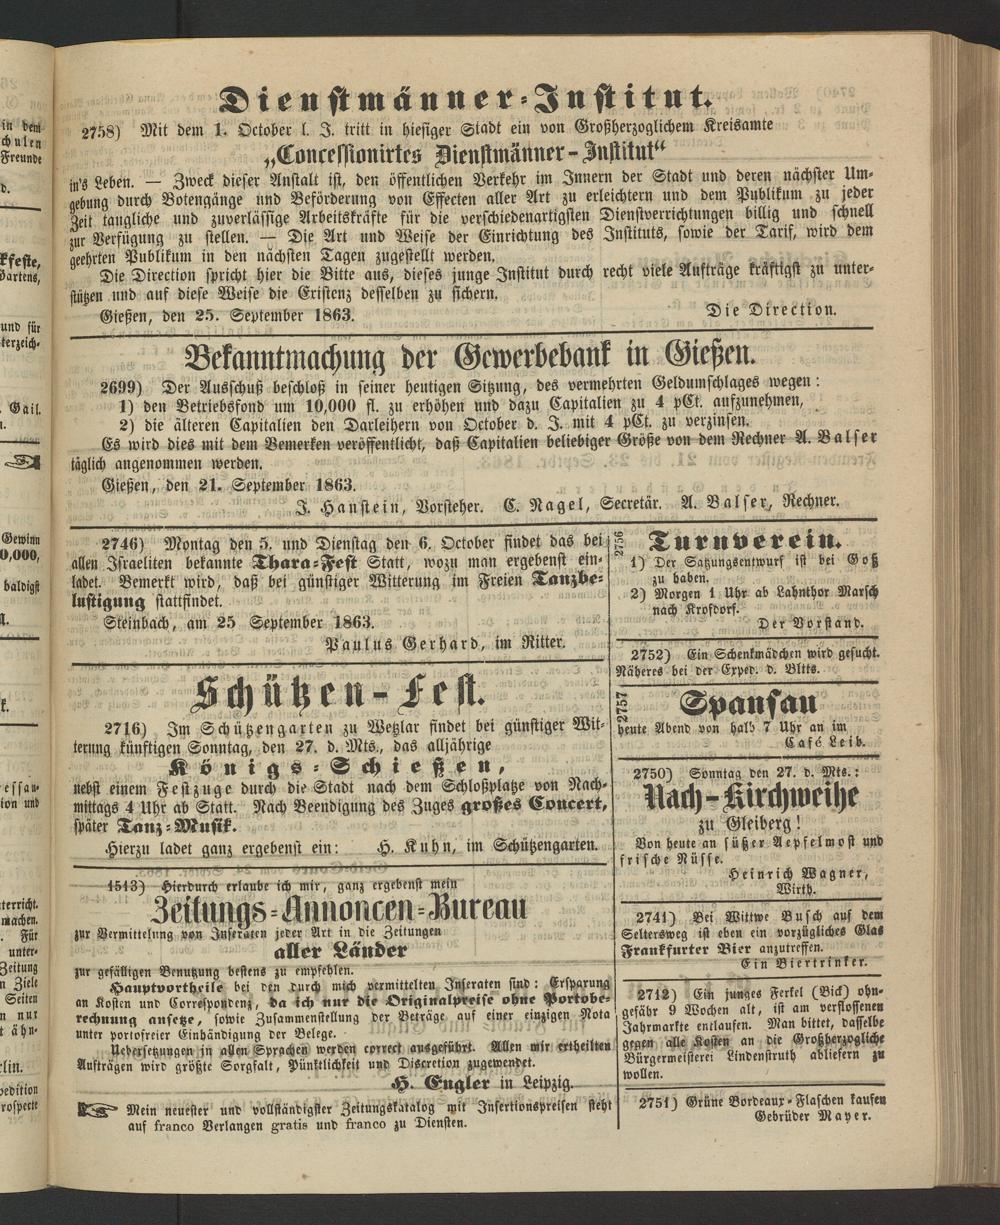 Dienstmänner-Institut.
2758) Mit dem 1. October l. J. tritt in hiesiger Stadt ein von Großherzoglichem Kreisamte
„Concessionirtes Dienstmänner-Institut“
in's Leben. — Zweck dieser Anstalt ist, den öffentlichen Verkehr im Innern der Stadt und deren nächster Um-
gebung durch Botengänge und Beförderung von Effecten aller Art zu erleichtern und dem Publikum zu jeder
Zeit taugliche und zuverlässige Arbeitskräfte für die verschiedenartigsten Dienstverrichtungen billig und schnell
zur Verfügung zu stellen. — Die Art und Weise der Einrichtung des Instituts, sowie der Tarif, wird dem
geehrten Publikum in den nächsten Tagen zugestellt werden.
Die Direction spricht hier die Bitte aus, dieses junge Institut durch recht viele Aufträge kräftigst zu unter-
stützen und auf diese Weise die Existenz desselben zu sichern.
Gießen, den 25. September 1863. Die Direction.
Bekanntmachung der Gewerbebank in Gießen.
2699) Der Ausschuß beschloß in seiner heutigen Sitzung, des vermehrten Geldumschlages wegen:
1) den Betriebsfond um 10,000 fl. zu erhöhen und dazu Capitalien zu 4 pCt. aufzunehmen,
2) die älteren Capitalien den Darleihern von October d. J. mit 4 pCt. zu verzinsen.
Es wird dies mit dem Bemerken veröffentlicht, daß Capitalien beliebiger Größe von dem Rechner A. Balser
täglich angenommen werden.
Gießen, den 21. September 1863.
J. Hanstein, Vorsteher. C. Nagel, Secretär. A. Balser, Rechner.
2746) Montag den 5. und Dienstag den 6. October findet das bei
allen Israeliten bekannte Thara-Fest Statt, wozu man ergebenst ein-
ladet. Bemerkt wird, daß bei günstiger Witterung im Freien Tanzbe-
lustigung stattfindet.
Steinbach, am 25 September 1863.
Paulus Gerhard, im Ritter.
Schützen-Fest.
2716) Im Schützengarten zu Wetzlar findet bei günstiger Wit-
terung künftigen Sonntag, den 27. d. Mts., das alljährige
Königs-Schießen,
nebst einem Festzuge durch die Stadt nach dem Schloßplatze von Nach-
mittags 4 Uhr ab Statt. Nach Beendigung des Zuges großes Concert,
später Tanz-Musik.
Hierzu ladet ganz ergebenst ein: H. Kuhn, im Schützengarten.
1513) Hierdurch erlaube ich mir, ganz ergebenst mein
Zeitungs-Annoncen-Bureau
zur Vermittelung von Inseraten jeder Art in die Zeitungen
aller Länder
zur gefälligen Benutzung bestens zu empfehlen.
Hauptvortheile bei den durch mich vermittelten Inseraten sind: Ersparung
an Kosten und Correspondenz, da ich nur die Originalpreise ohne Portobe-
rechnung ansetze, sowie Zusammenstellung der Beträge auf einer einzigen Nota
unter portofreier Einhändigung der Belege.
Uebersetzungen in allen Sprachen werden correct ausgeführt. Allen mir ertheilten
Aufträgen wird größte Sorgfalt, Pünktlichkeit und Discretion zugewendet.
H. Engler in Leipzig.
Mein neuester und vollständigster Zeitungskatalog mit Insertionspreisen steht
auf franco Verlangen gratis und franco zu Diensten.
2756
Turnverein.
1) Der Satzungsentwurf ist bei Goß
zu haben.
2) Morgen 1 Uhr ab Lahnthor Marsch
nach Krofdorf.
Der Vorstand.
2752) Ein Schenkmädchen wird gesucht.
Näheres bei der Exped. d. Bltts.
2757
Spansau
heute Abend von halb 7 Uhr an im
Café Leib.
2750) Sonntag den 27. d. Mts.:
Nach-Kirchweihe
zu Gleiberg!
Von heute an süßer Aepfelmost und
frische Nüsse.
Heinrich Wagner,
Wirth.
2741) Bei Wittwe Busch auf dem
Seltersweg ist eben ein vorzügliches Glas
Frankfurter Bier anzutreffen.
Ein Biertrinker.
2712) Ein junges Ferkel (Bick) ohn-
gefähr 9 Wochen alt, ist am verflossenen
Jahrmarkte entlaufen. Man bittet, dasselbe
gegen alle Kosten an die Großherzogliche
Bürgermeisterei Lindenstruth abliefern zu
wollen.
2751) Grüne Bordeaux-Flaschen kaufen
Gebrüder Mayer.